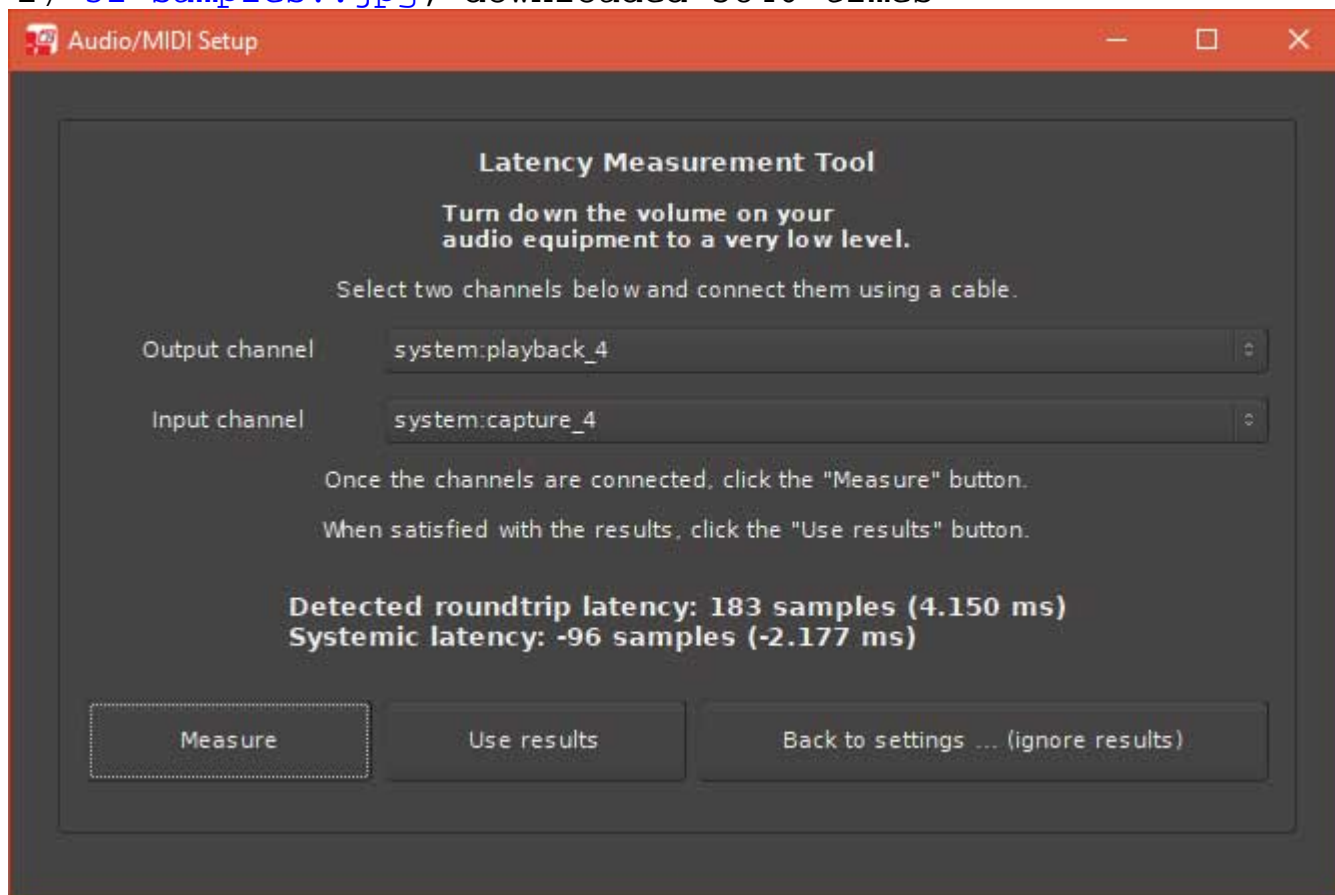 Audio/MIDI Setup
Latency Measurement Tool
Turn down the volume on your
audio equipment to a very low level.
Select two channels below and connect them using a cable.
Output channel system:playback_4
Input channel system:capture_4
Once the channels are connected, click the "Measure" button.
When satisfied with the results, click the "Use results" button.
Detected roundtrip latency: 183 samples (4.150 ms)
Systemic latency: -96 samples (-2.177 ms)
Measure Use results Back to settings ... (ignore results)